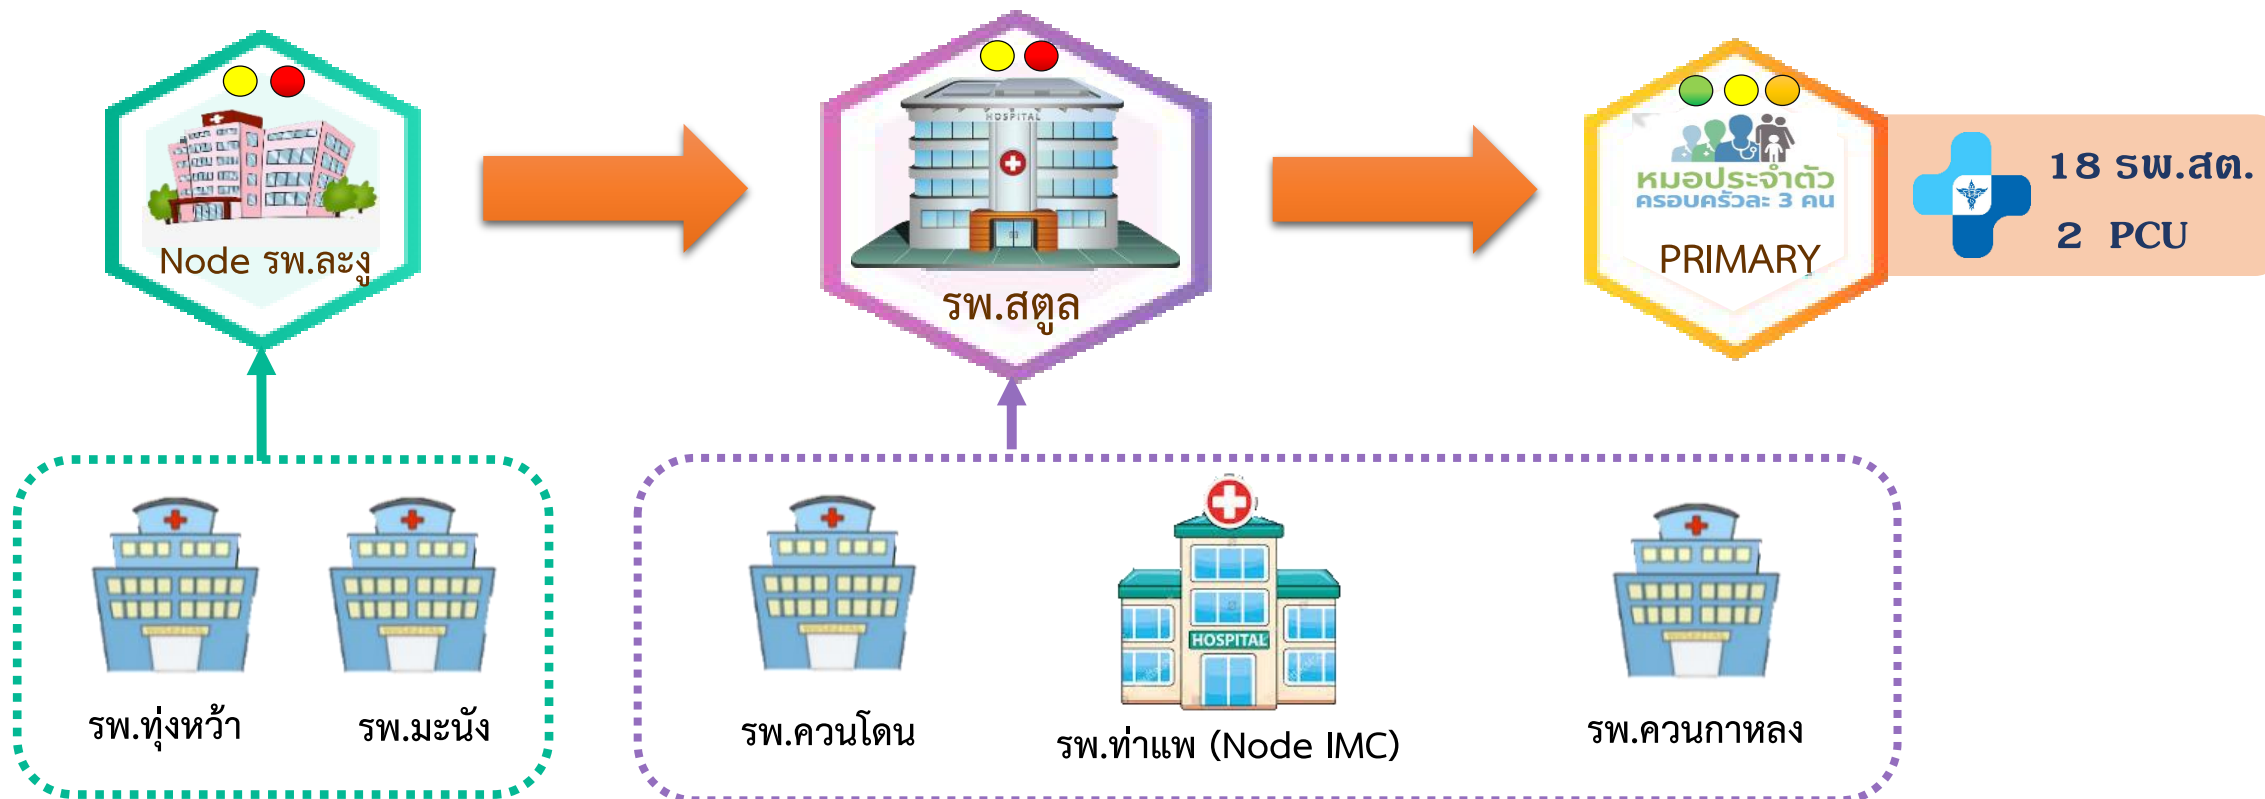 Node รพ.ละงู
HOSPITAL
รพ.สตูล
หมอประจำตัว
ครอบครัวละ 3 คน
PRIMARY
18 รพ.สต.
2 PCU
รพ.ทุ่งหว้า
รพ.มะนัง
รพ.ควนโดน
HOSPITAL
รพ.ท่าแพ (Node IMC)
รพ.ควนกาหลง